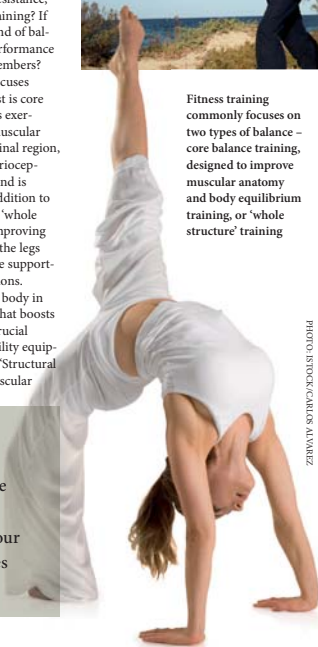 sistance,
aining? If
nd of bal-
rformance
embers?
cuses
st is core
s exer-
uscular
inal region,
riocep-
nd is
ddition to
‘whole
nproving
the legs
e support-
ons.
body in
hat boosts
rucial
ility equip-
‘Structural
scular
e
our
s
Fitness training
commonly focuses on
two types of balance –
core balance training,
designed to improve
muscular anatomy
and body equilibrium
training, or ‘whole
structure’ training
PHOTO: ISTOCK/CARLOS ALVAREZ